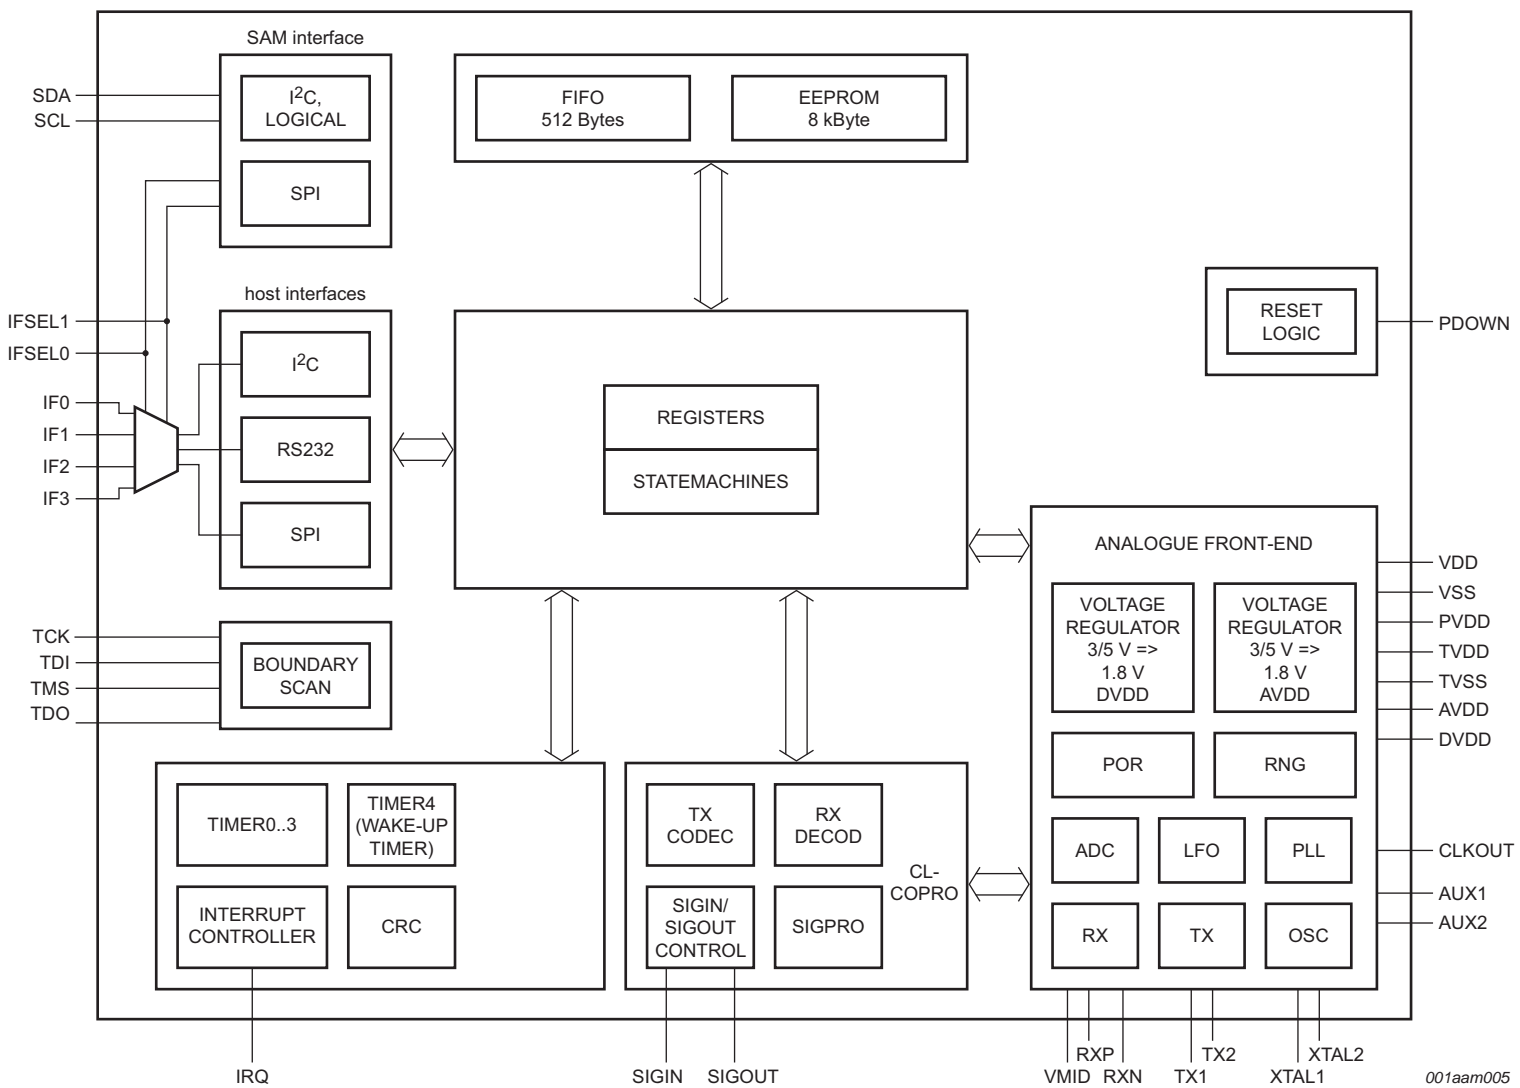 SAM interface
SDA
SCL
I²C,
LOGICAL
SPI
FIFO
512 Bytes
EEPROM
8 kByte
host interfaces
IFSEL1
IFSEL0
IF0
IF1
IF2
IF3
I²C
RS232
SPI
REGISTERS
STATEMACHINES
RESET
LOGIC
PDOWN
TCK
TDI
TMS
TDO
BOUNDARY
SCAN
ANALOGUE FRONT-END
VOLTAGE
REGULATOR
3/5 V =>
1.8 V
DVDD
VOLTAGE
REGULATOR
3/5 V =>
1.8 V
AVDD
POR
RNG
ADC
LFO
PLL
RX
TX
OSC
VDD
VSS
PVDD
TVDD
TVSS
AVDD
DVDD
CLKOUT
AUX1
AUX2
TIMER0..3
TIMER4
(WAKE-UP
TIMER)
INTERRUPT
CONTROLLER
CRC
TX
CODEC
RX
DECOD
SIGIN/
SIGOUT
CONTROL
SIGPRO
CL-
COPRO
IRQ
SIGIN
SIGOUT
VMID
RXP
RXN
TX1
TX2
XTAL1
XTAL2
001aam005